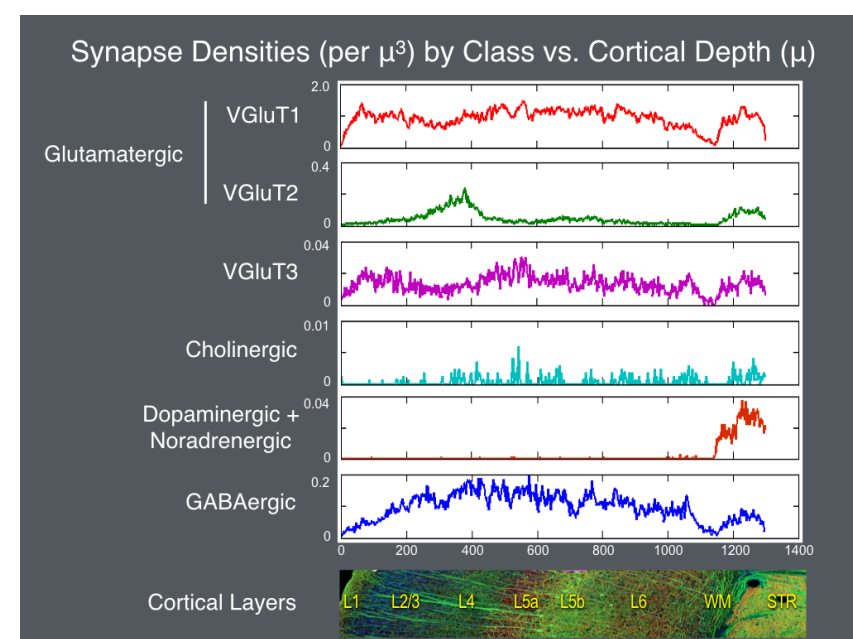 Synapse Densities (per μ³) by Class vs. Cortical Depth (μ)
Glutamatergic
VGluT1
2.0
0
VGluT2
0.4
0
VGluT3
0.04
0
Cholinergic
0.01
0
Dopaminergic +
Noradrenergic
0.04
0
GABAergic
0.2
0
0 200 400 600 800 1000 1200 1400
Cortical Layers
L1 L2/3 L4 L5a L5b L6 WM STR